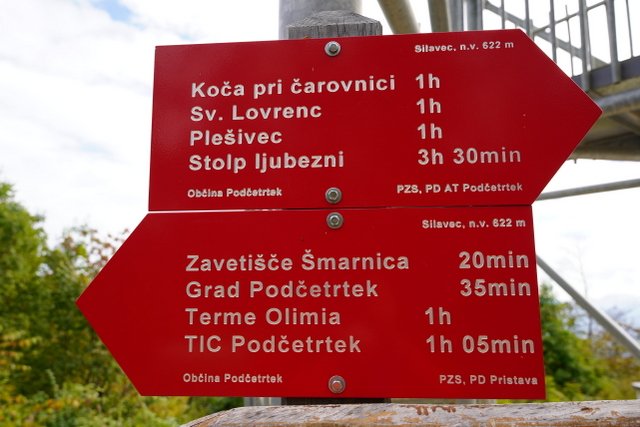 Silavec, n.v. 622 m
Koča pri čarovnici 1h
Sv. Lovrenc 1h
Plešivec 1h
Stolp ljubezni 3h 30min
Občina Podčetrtek PZS, PD AT Podčetrtek
Silavec, n.v. 622 m
Zavetišče Šmarnica 20min
Grad Podčetrtek 35min
Terme Olimia 1h
TIC Podčetrtek 1h 05min
Občina Podčetrtek PZS, PD Pristava